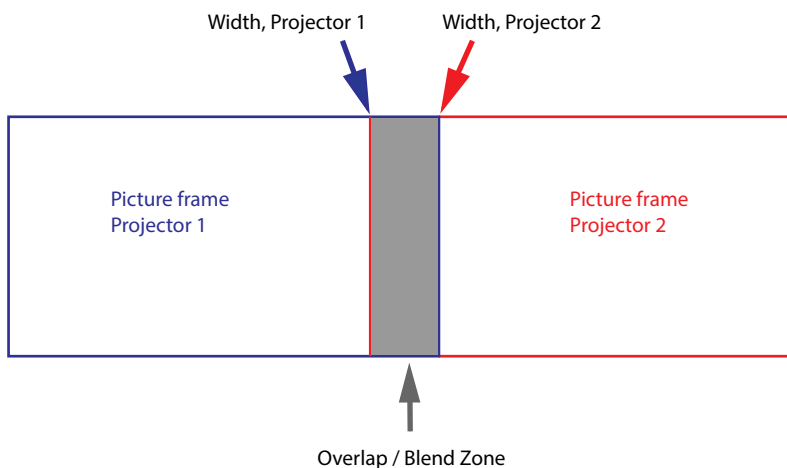 Width, Projector 1
Width, Projector 2
Picture frame
Projector 1
Picture frame
Projector 2
Overlap / Blend Zone